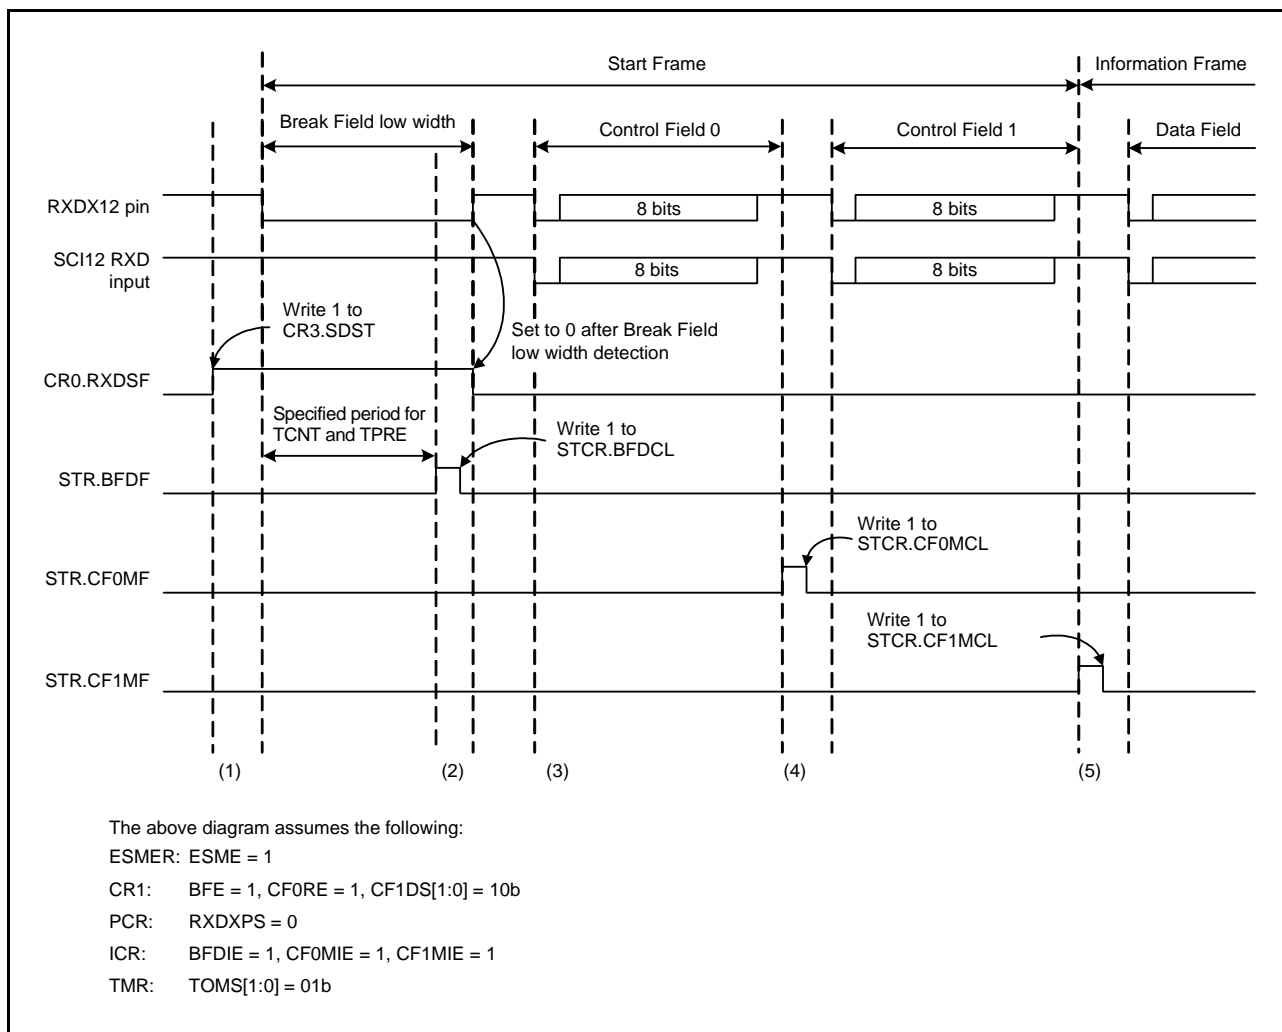 Start Frame
Information Frame
Break Field low width
Control Field 0
Control Field 1
Data Field
RXDX12 pin
8 bits
8 bits
SCI12 RXD
input
8 bits
8 bits
Write 1 to
CR3.SDST
Set to 0 after Break Field
low width detection
CR0.RXDSF
Specified period for
TCNT and TPRE
Write 1 to
STCR.BFDCL
STR.BFDF
Write 1 to
STCR.CF0MCL
STR.CF0MF
Write 1 to
STCR.CF1MCL
STR.CF1MF
(1)
(2)
(3)
(4)
(5)
The above diagram assumes the following:
ESMER: ESME = 1
CR1: BFE = 1, CF0RE = 1, CF1DS[1:0] = 10b
PCR: RXDXPS = 0
ICR: BFDIE = 1, CF0MIE = 1, CF1MIE = 1
TMR: TOMS[1:0] = 01b